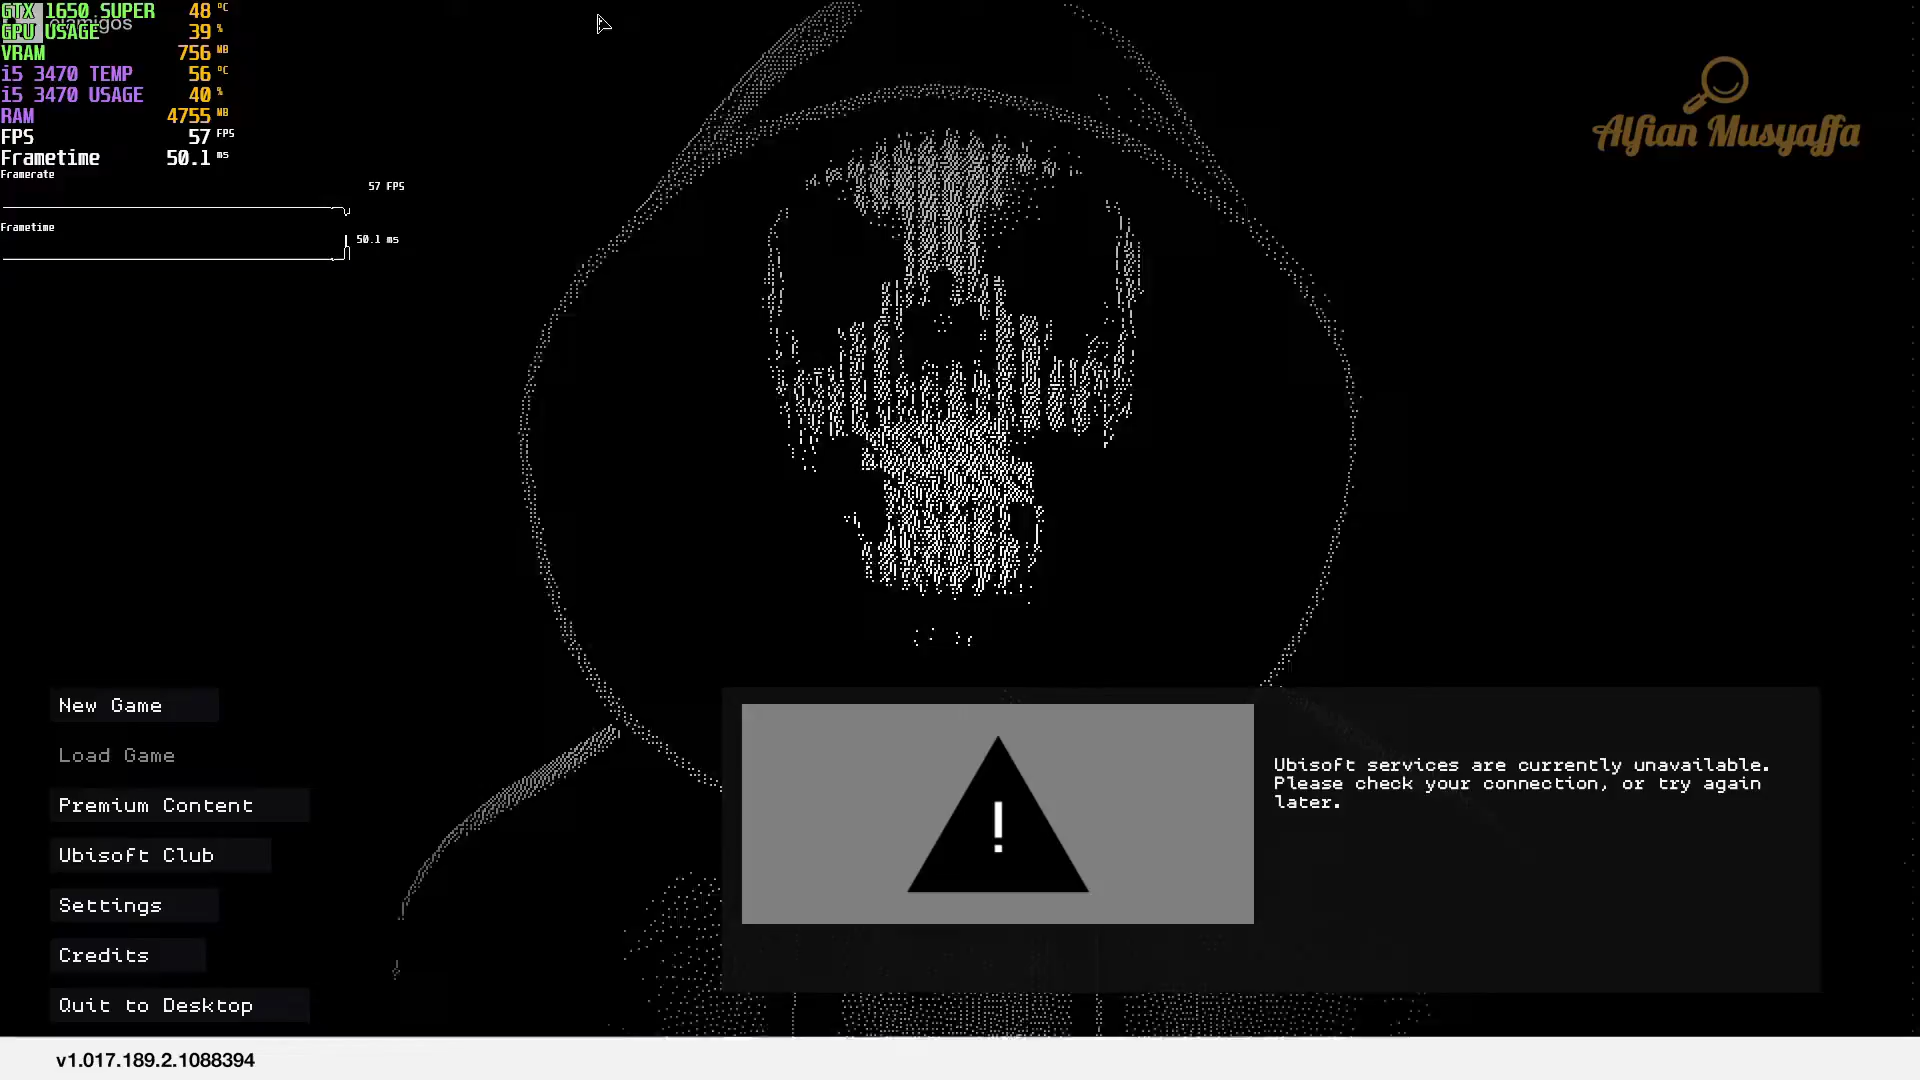 GTX 1650 SUPER 48 °C
elamigos
GPU USAGE 39 %
VRAM 756 MB
i5 3470 TEMP 56 °C
i5 3470 USAGE 40 %
RAM 4755 MB
FPS 57 FPS
Frametime 50.1 ms
Framerate
57 FPS
Frametime
50.1 ms
Alfian Musyaffa
New Game
Load Game
Premium Content
Ubisoft Club
Settings
Credits
Quit to Desktop
!
Ubisoft services are currently unavailable.
Please check your connection, or try again
later.
v1.017.189.2.1088394